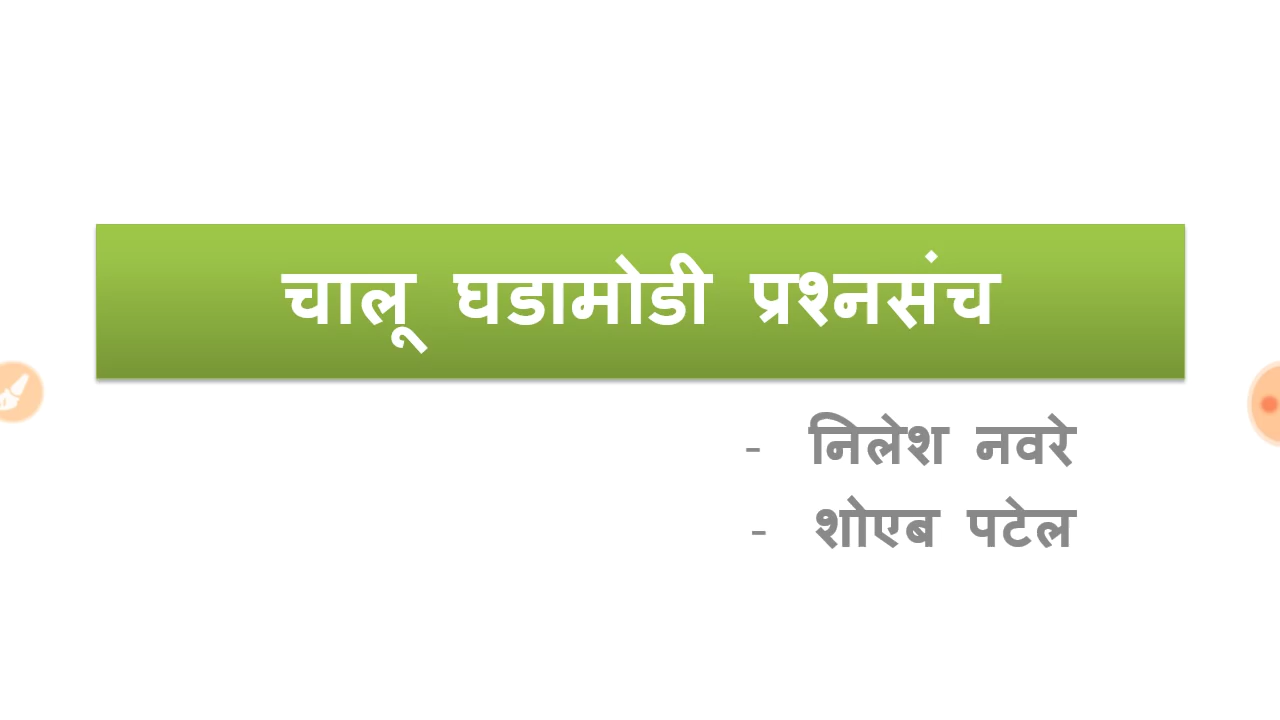 चालू घडामोडी प्रश्नसंच
- निलेश नवरे
- शोएब पटेल